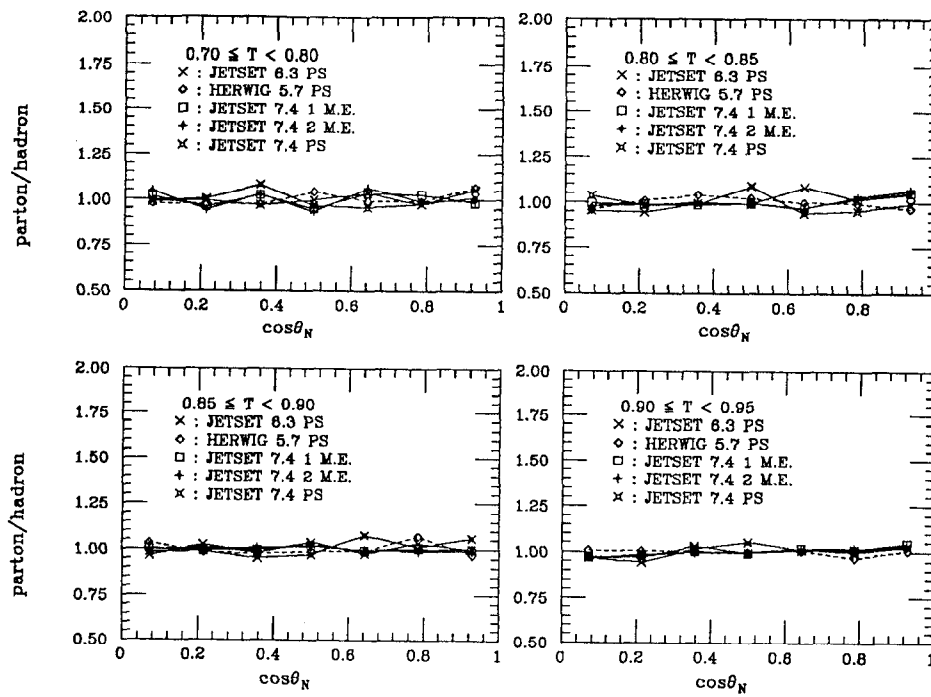 2.00
1.75
1.50
1.25
1.00
0.75
0.50
parton/hadron
0.70 ≦ T < 0.80
× : JETSET 6.3 PS
◇ : HERWIG 5.7 PS
□ : JETSET 7.4 1 M.E.
+ : JETSET 7.4 2 M.E.
¤ : JETSET 7.4 PS
0 0.2 0.4 0.6 0.8 1
cosθN
2.00
1.75
1.50
1.25
1.00
0.75
0.50
0.80 ≦ T < 0.85
× : JETSET 6.3 PS
◇ : HERWIG 5.7 PS
□ : JETSET 7.4 1 M.E.
+ : JETSET 7.4 2 M.E.
¤ : JETSET 7.4 PS
0 0.2 0.4 0.6 0.8 1
cosθN
2.00
1.75
1.50
1.25
1.00
0.75
0.50
parton/hadron
0.85 ≦ T < 0.90
× : JETSET 6.3 PS
◇ : HERWIG 5.7 PS
□ : JETSET 7.4 1 M.E.
+ : JETSET 7.4 2 M.E.
¤ : JETSET 7.4 PS
0 0.2 0.4 0.6 0.8 1
cosθN
2.00
1.75
1.50
1.25
1.00
0.75
0.50
0.90 ≦ T < 0.95
× : JETSET 6.3 PS
◇ : HERWIG 5.7 PS
□ : JETSET 7.4 1 M.E.
+ : JETSET 7.4 2 M.E.
¤ : JETSET 7.4 PS
0 0.2 0.4 0.6 0.8 1
cosθN